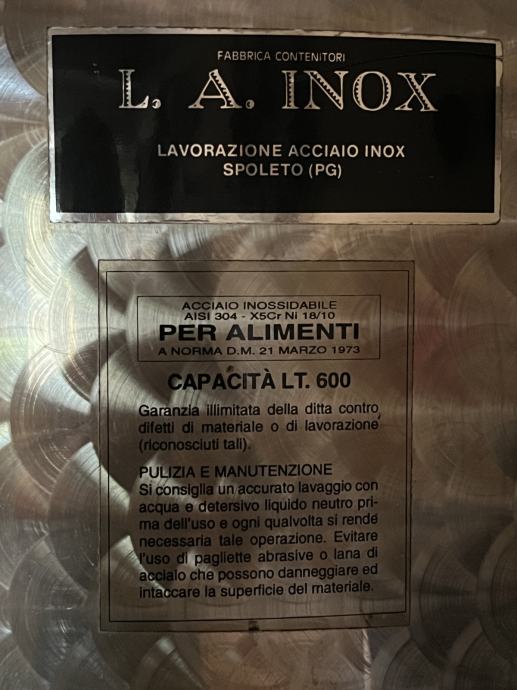 FABBRICA CONTENITORI
L. A. INOX
LAVORAZIONE ACCIAIO INOX
SPOLETO (PG)
ACCIAIO INOSSIDABILE
AISI 304 - X5Cr Ni 18/10
PER ALIMENTI
A NORMA D.M. 21 MARZO 1973
CAPACITÀ LT. 600
Garanzia illimitata della ditta contro
difetti di materiale o di lavorazione
(riconosciuti tali).
PULIZIA E MANUTENZIONE
Si consiglia un accurato lavaggio con
acqua e detersivo liquido neutro pri-
ma dell'uso e ogni qualvolta si rende
necessaria tale operazione. Evitare
l'uso di pagliette abrasive o lana di
acciaio che possono danneggiare ed
intaccare la superficie del materiale.